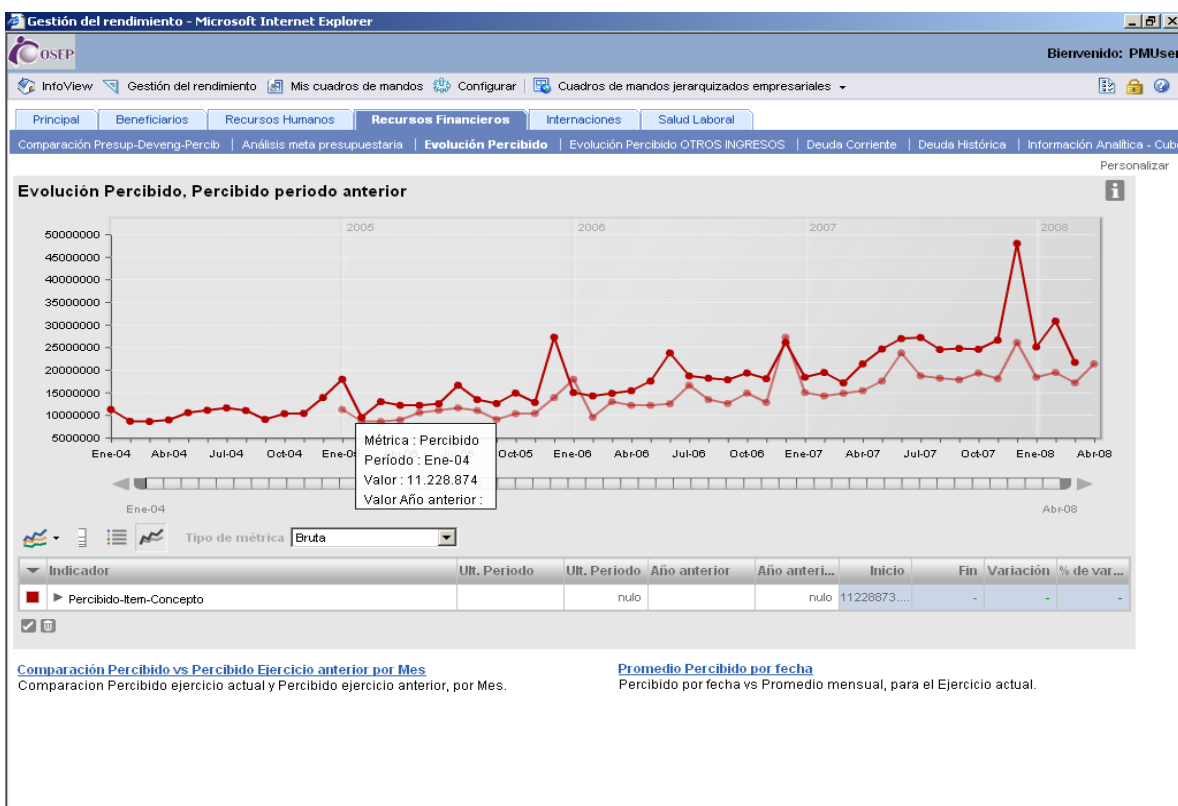 Gestión del rendimiento - Microsoft Internet Explorer
OSEP
Bienvenido: PMUser
InfoView Gestión del rendimiento Mis cuadros de mandos Configurar Cuadros de mandos jerarquizados empresariales
Principal Beneficiarios Recursos Humanos Recursos Financieros Internaciones Salud Laboral
Comparación Presup-Deveng-Percib | Análisis meta presupuestaria | Evolución Percibido | Evolución Percibido OTROS INGRESOS | Deuda Corriente | Deuda Histórica | Información Analítica - Cub
Personalizar
Evolución Percibido, Percibido periodo anterior
2005 2006 2007 2008
50000000
45000000
40000000
35000000
30000000
25000000
20000000
15000000
10000000
5000000
Ene-04 Abr-04 Jul-04 Oct-04 Ene-0 Oct-05 Ene-06 Abr-06 Jul-06 Oct-06 Ene-07 Abr-07 Jul-07 Oct-07 Ene-08 Abr-08
Métrica : Percibido
Período : Ene-04
Valor : 11.228.874
Valor Año anterior :
Ene-04 Abr-08
Tipo de métrica Bruta
Indicador Ult. Periodo Ult. Periodo Año anterior Año anteri... Inicio Fin Variación % de var...
Percibido-Item-Concepto nulo nulo 11228873.... - - -
Comparación Percibido vs Percibido Ejercicio anterior por Mes
Comparacion Percibido ejercicio actual y Percibido ejercicio anterior, por Mes.
Promedio Percibido por fecha
Percibido por fecha vs Promedio mensual, para el Ejercicio actual.